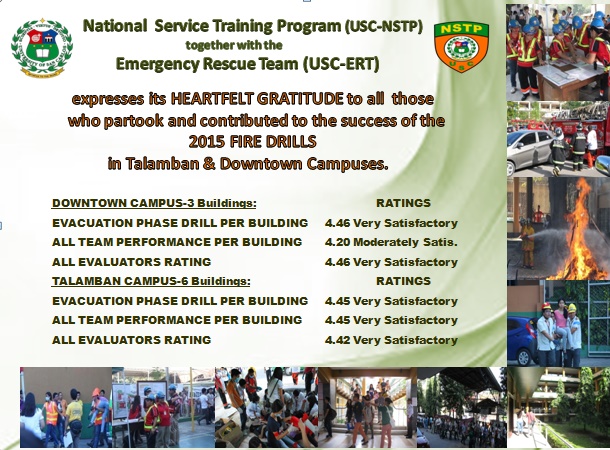 National Service Training Program (USC-NSTP)
together with the
Emergency Rescue Team (USC-ERT)
NSTP
USC
expresses its HEARTFELT GRATITUDE to all those
who partook and contributed to the success of the
2015 FIRE DRILLS
in Talamban & Downtown Campuses.
DOWNTOWN CAMPUS-3 Buildings: RATINGS
EVACUATION PHASE DRILL PER BUILDING 4.46 Very Satisfactory
ALL TEAM PERFORMANCE PER BUILDING 4.20 Moderately Satis.
ALL EVALUATORS RATING 4.46 Very Satisfactory
TALAMBAN CAMPUS-6 Buildings: RATINGS
EVACUATION PHASE DRILL PER BUILDING 4.45 Very Satisfactory
ALL TEAM PERFORMANCE PER BUILDING 4.45 Very Satisfactory
ALL EVALUATORS RATING 4.42 Very Satisfactory